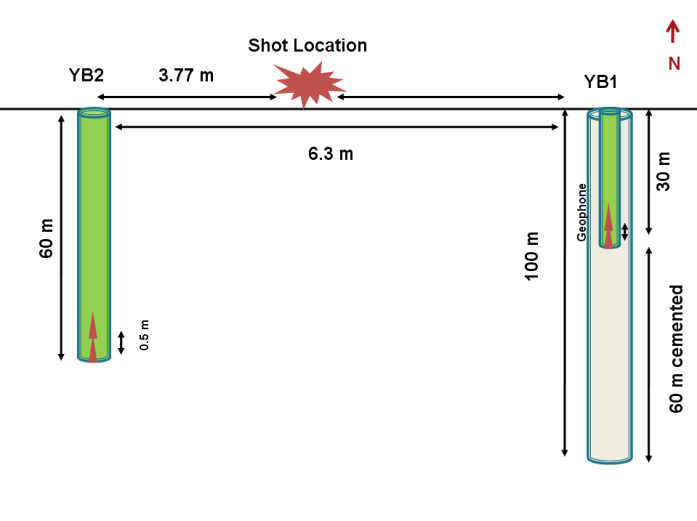 Shot Location
N
YB2
3.77 m
YB1
6.3 m
60 m
0.5 m
100 m
Geophone
30 m
60 m cemented